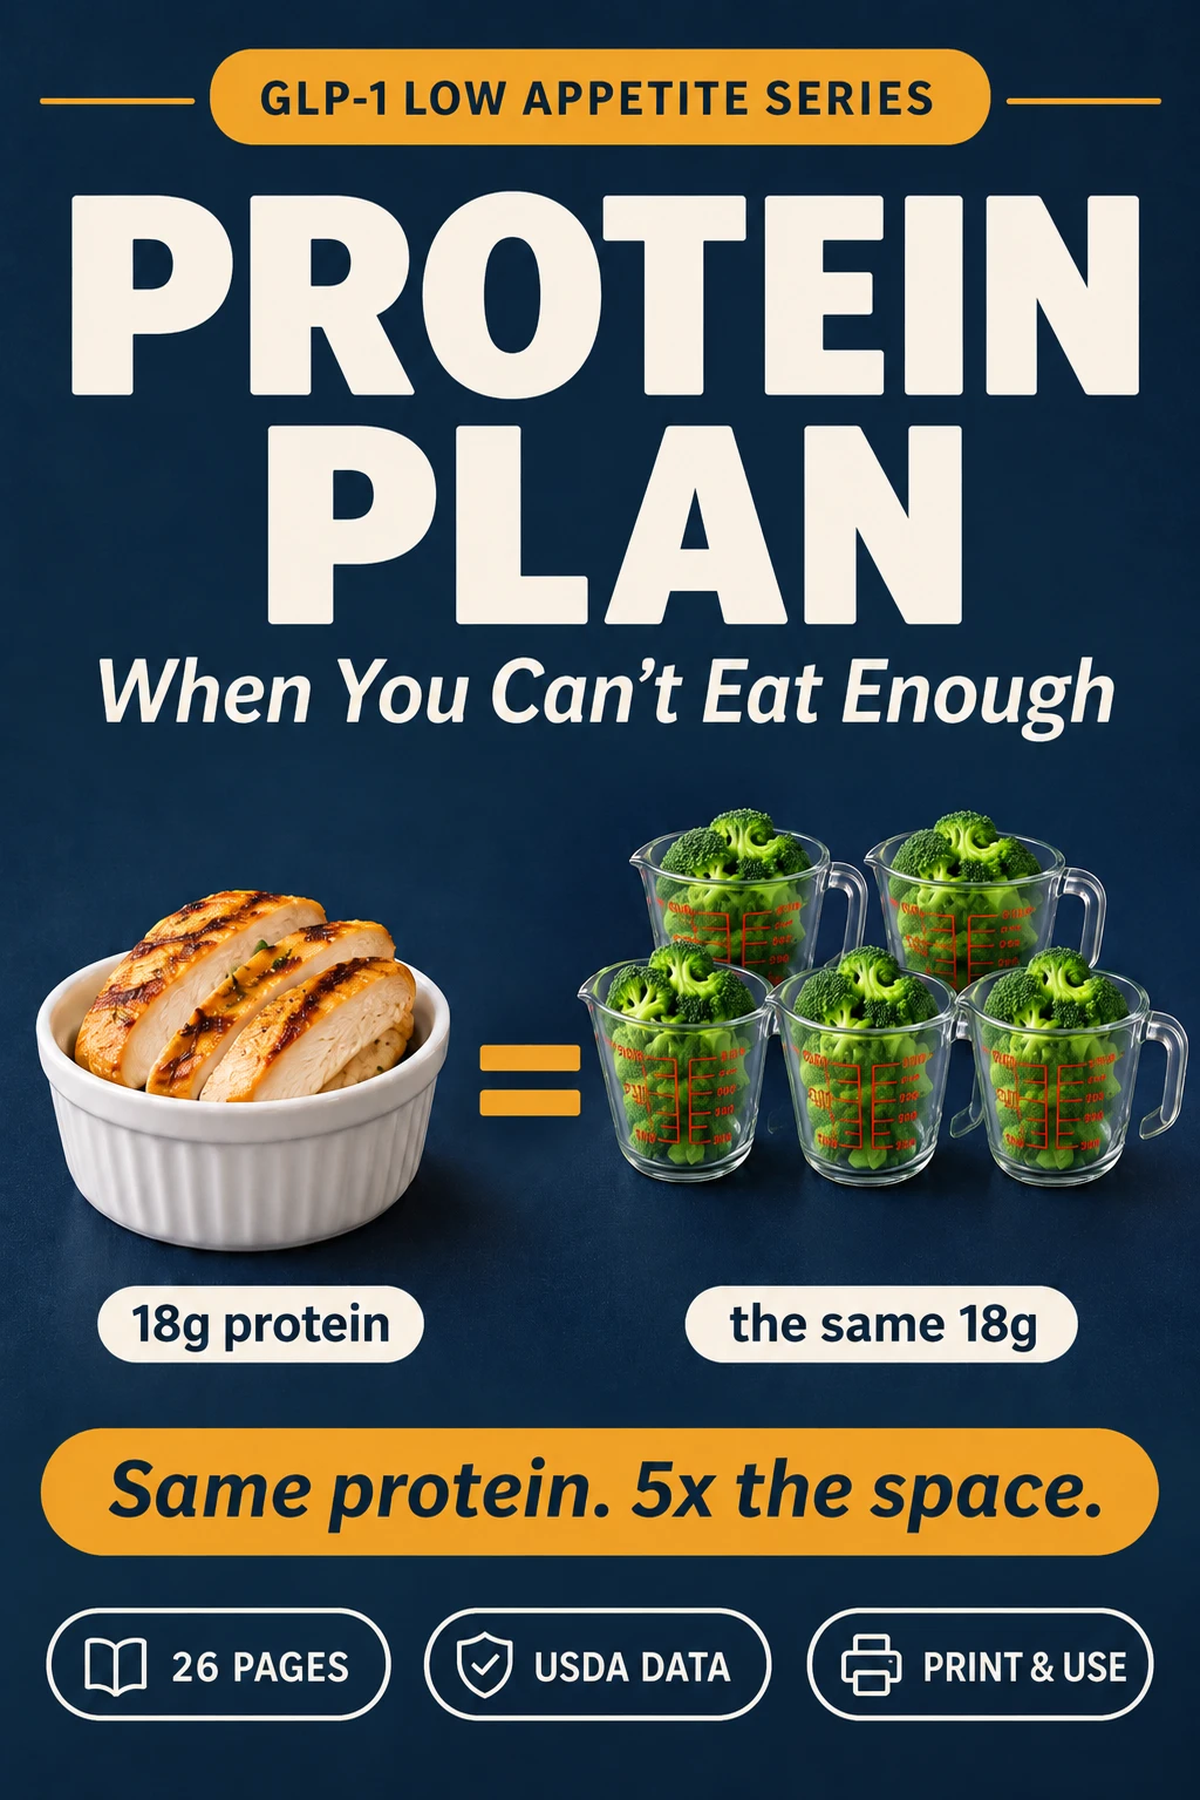 GLP-1 LOW APPETITE SERIES
PROTEIN
PLAN
When You Can't Eat Enough
18g protein
the same 18g
Same protein. 5x the space.
26 PAGES
USDA DATA
PRINT & USE